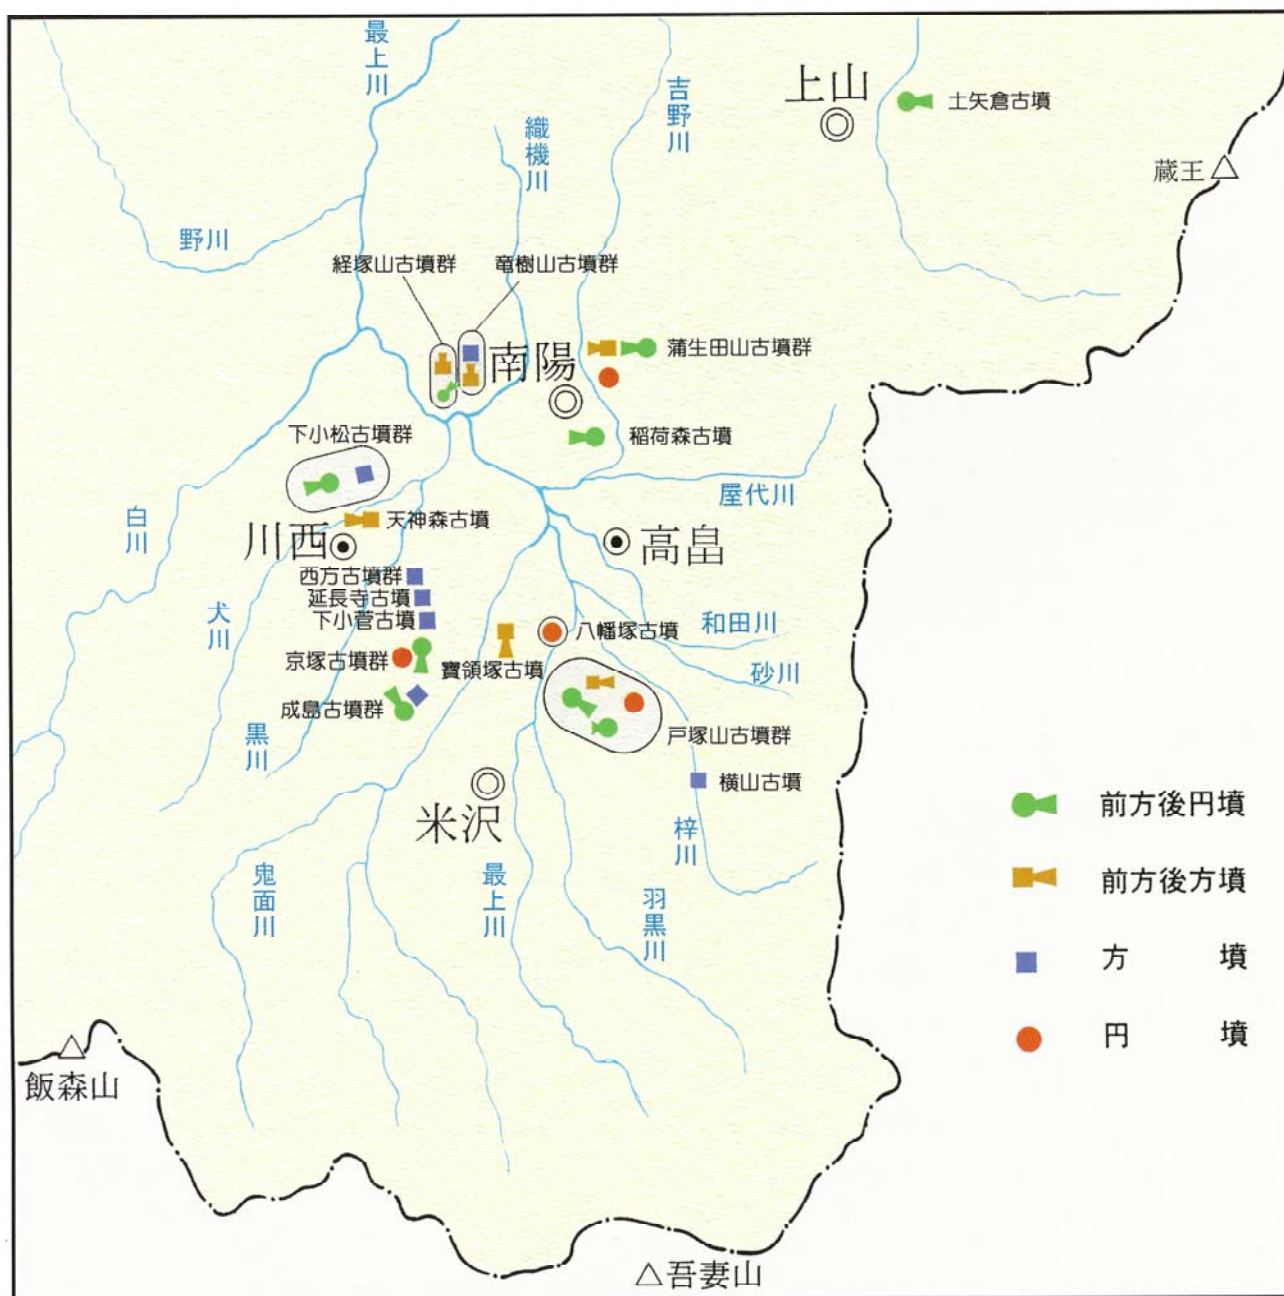 最上川
吉野川
織機川
上山
土矢倉古墳
蔵王
野川
経塚山古墳群
竜樹山古墳群
南陽
蒲生田山古墳群
下小松古墳群
稲荷森古墳
屋代川
白川
天神森古墳
川西
高畠
西方古墳群
延長寺古墳
下小菅古墳
犬川
和田川
八幡塚古墳
京塚古墳群
寶領塚古墳
砂川
成島古墳群
黒川
戸塚山古墳群
横山古墳
米沢
梓川
鬼面川
最上川
羽黒川
前方後円墳
前方後方墳
方墳
円墳
飯森山
吾妻山